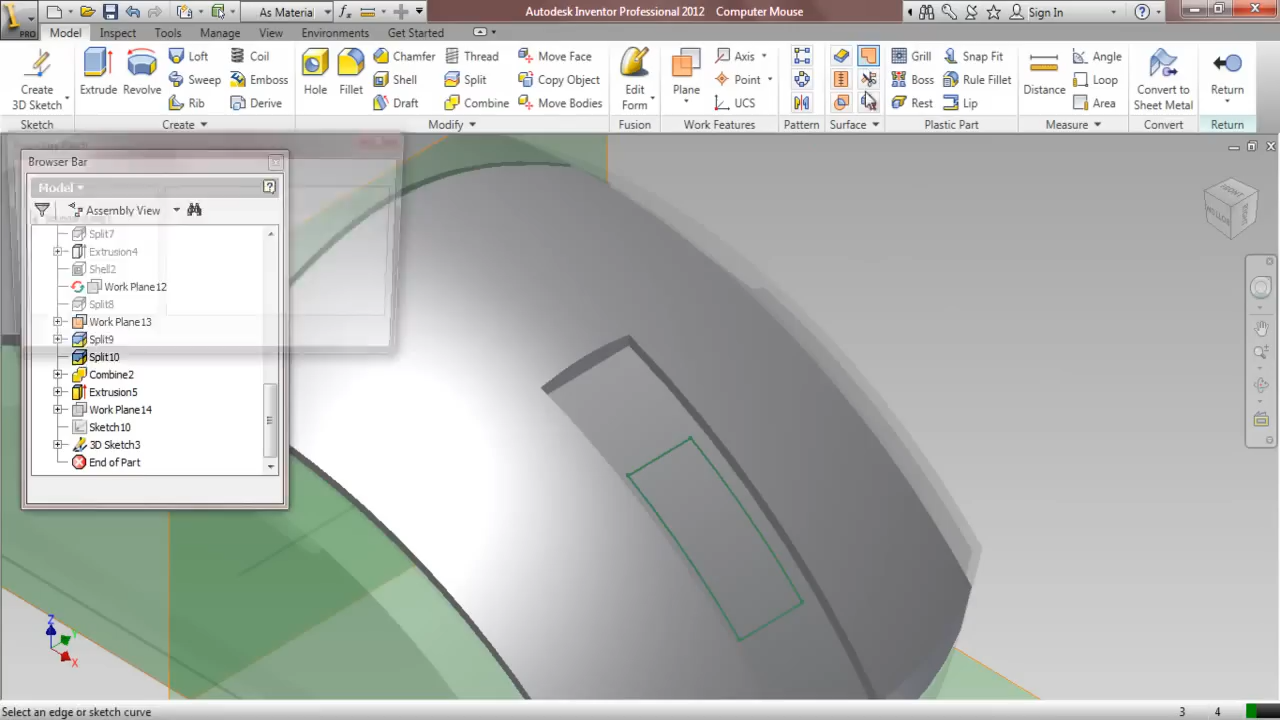 As Material
Autodesk Inventor Professional 2012 Computer Mouse
Sign In
PRO
Model Inspect Tools Manage View Environments Get Started
Create
3D Sketch
Extrude
Revolve
Loft
Sweep
Rib
Coil
Emboss
Derive
Hole
Fillet
Chamfer
Shell
Draft
Thread
Split
Combine
Move Face
Copy Object
Move Bodies
Edit
Form
Plane
Axis
Point
UCS
Grill
Boss
Rest
Snap Fit
Rule Fillet
Lip
Distance
Angle
Loop
Area
Convert to
Sheet Metal
Return
Sketch Create Modify Fusion Work Features Pattern Surface Plastic Part Measure Convert Return
Browser Bar
Model
Assembly View
Split7
Extrusion4
Shell2
Work Plane12
Split8
Work Plane13
Split9
Split10
Combine2
Extrusion5
Work Plane14
Sketch10
3D Sketch3
End of Part
FRONT
RIGHT
BOTTOM
Z
Y
X
Select an edge or sketch curve
3 4